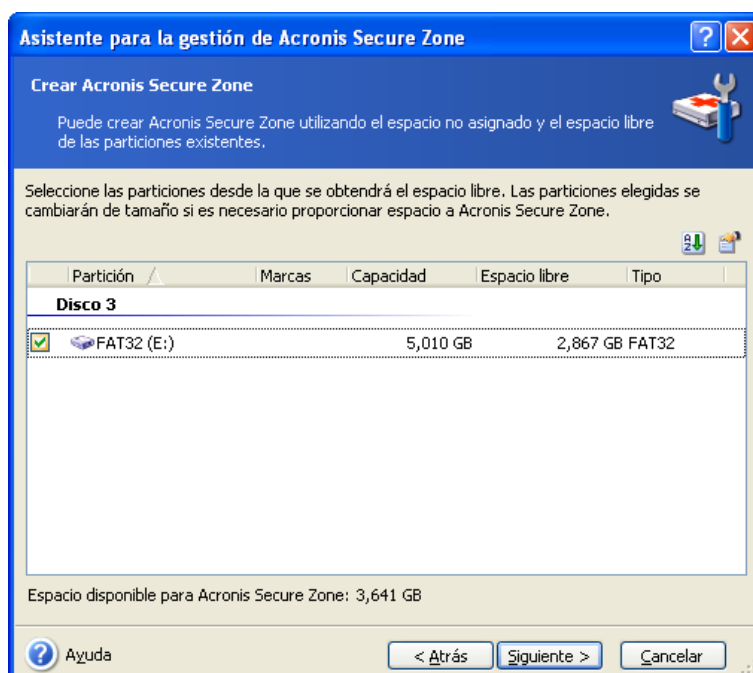 Asistente para la gestión de Acronis Secure Zone
Crear Acronis Secure Zone
Puede crear Acronis Secure Zone utilizando el espacio no asignado y el espacio libre
de las particiones existentes.
Seleccione las particiones desde la que se obtendrá el espacio libre. Las particiones elegidas se
cambiarán de tamaño si es necesario proporcionar espacio a Acronis Secure Zone.
Partición Marcas Capacidad Espacio libre Tipo
Disco 3
FAT32 (E:) 5,010 GB 2,867 GB FAT32
Espacio disponible para Acronis Secure Zone: 3,641 GB
Ayuda < Atrás Siguiente > Cancelar